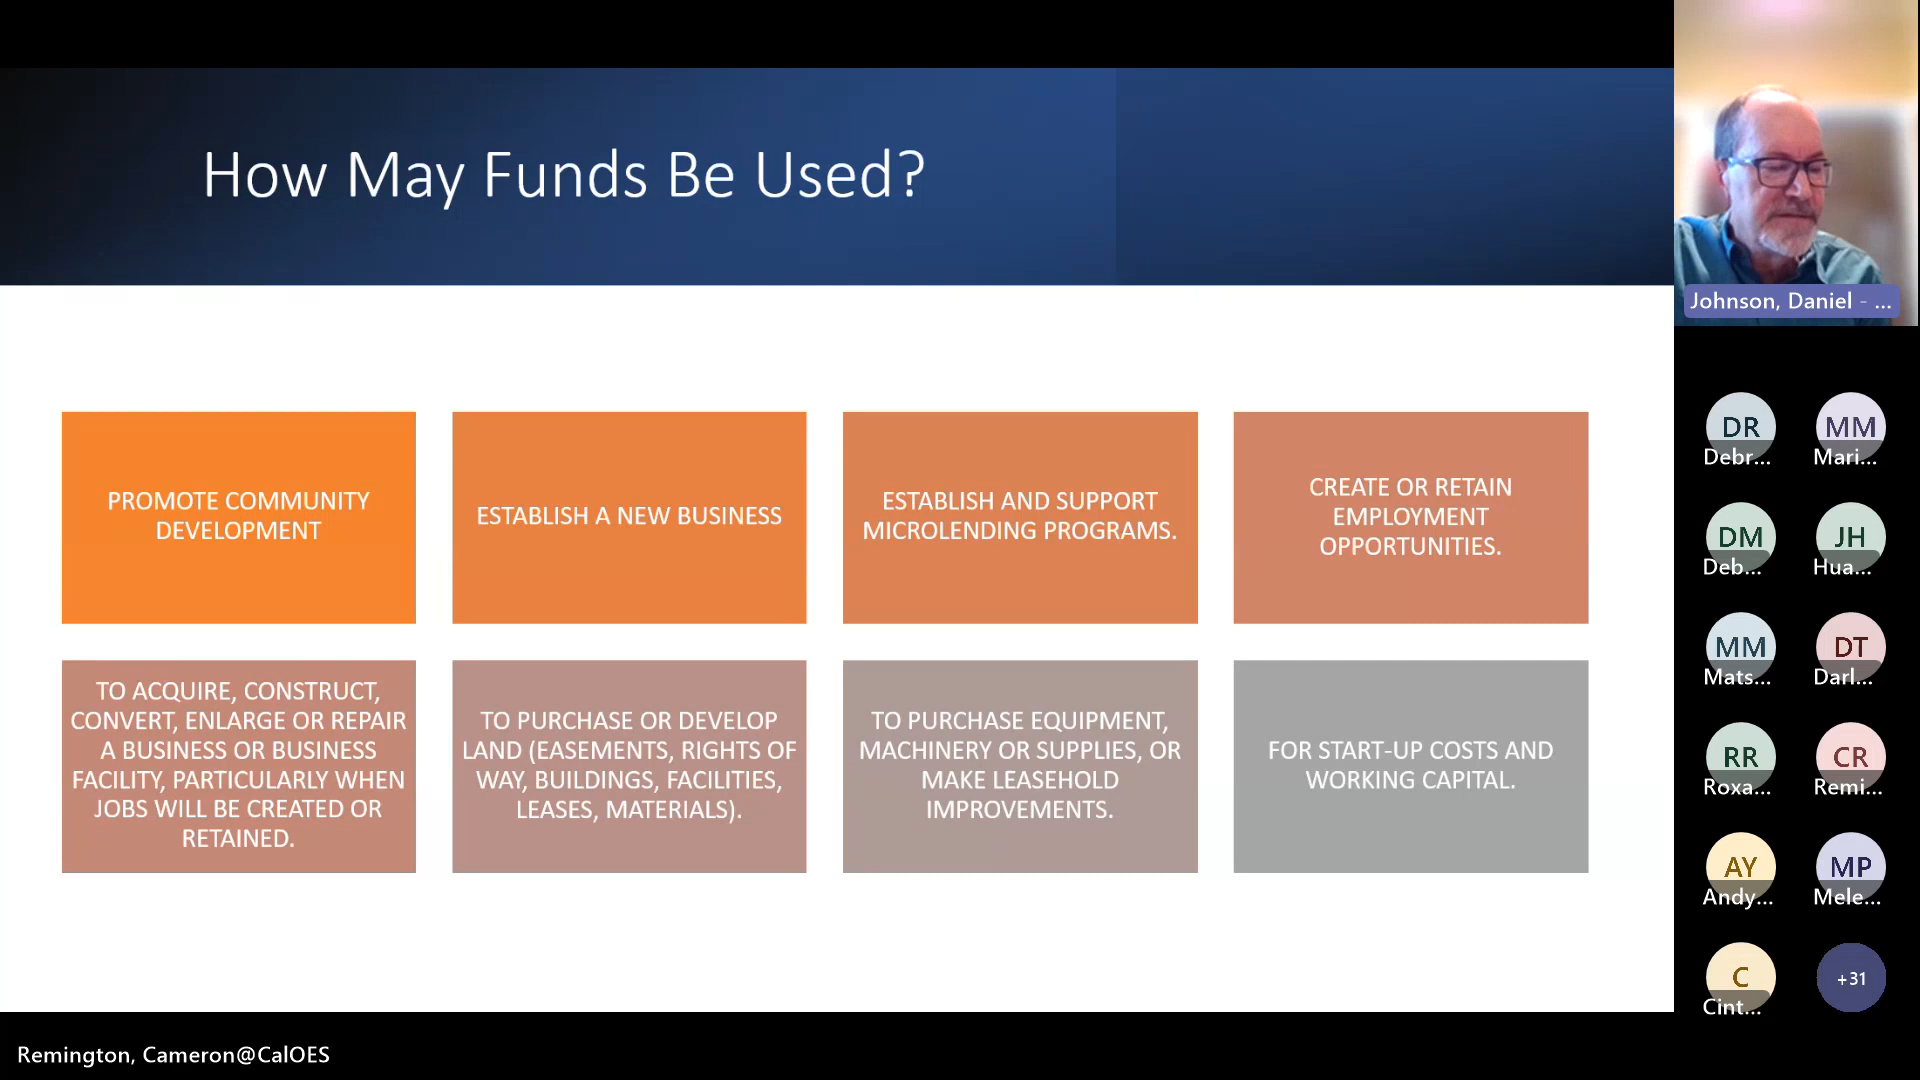 How May Funds Be Used?
PROMOTE COMMUNITY
DEVELOPMENT
ESTABLISH A NEW BUSINESS
ESTABLISH AND SUPPORT
MICROLENDING PROGRAMS.
CREATE OR RETAIN
EMPLOYMENT
OPPORTUNITIES.
TO ACQUIRE, CONSTRUCT,
CONVERT, ENLARGE OR REPAIR
A BUSINESS OR BUSINESS
FACILITY, PARTICULARLY WHEN
JOBS WILL BE CREATED OR
RETAINED.
TO PURCHASE OR DEVELOP
LAND (EASEMENTS, RIGHTS OF
WAY, BUILDINGS, FACILITIES,
LEASES, MATERIALS).
TO PURCHASE EQUIPMENT,
MACHINERY OR SUPPLIES, OR
MAKE LEASEHOLD
IMPROVEMENTS.
FOR START-UP COSTS AND
WORKING CAPITAL.
Johnson, Daniel - ...
DR
Debr...
MM
Mari...
DM
Deb...
JH
Hua...
MM
Mats...
DT
Darl...
RR
Roxa...
CR
Remi...
AY
Andy...
MP
Mele...
C
Cint...
+31
Remington, Cameron@CalOES